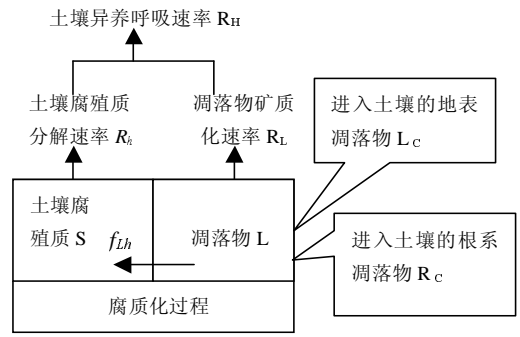 土壤异养呼吸速率 RH
土壤腐殖质
分解速率 Rh
凋落物矿质
化速率 RL
进入土壤的地表
凋落物 LC
土壤腐
殖质 S
fLh
凋落物 L
进入土壤的根系
凋落物 RC
腐质化过程